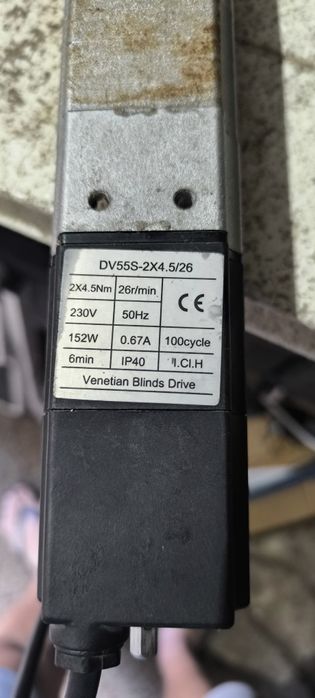 DV55S-2X4.5/26
2X4.5Nm 26r/min
230V 50Hz CE
152W 0.67A 100cycle
6min IP40 I.Cl.H
Venetian Blinds Drive